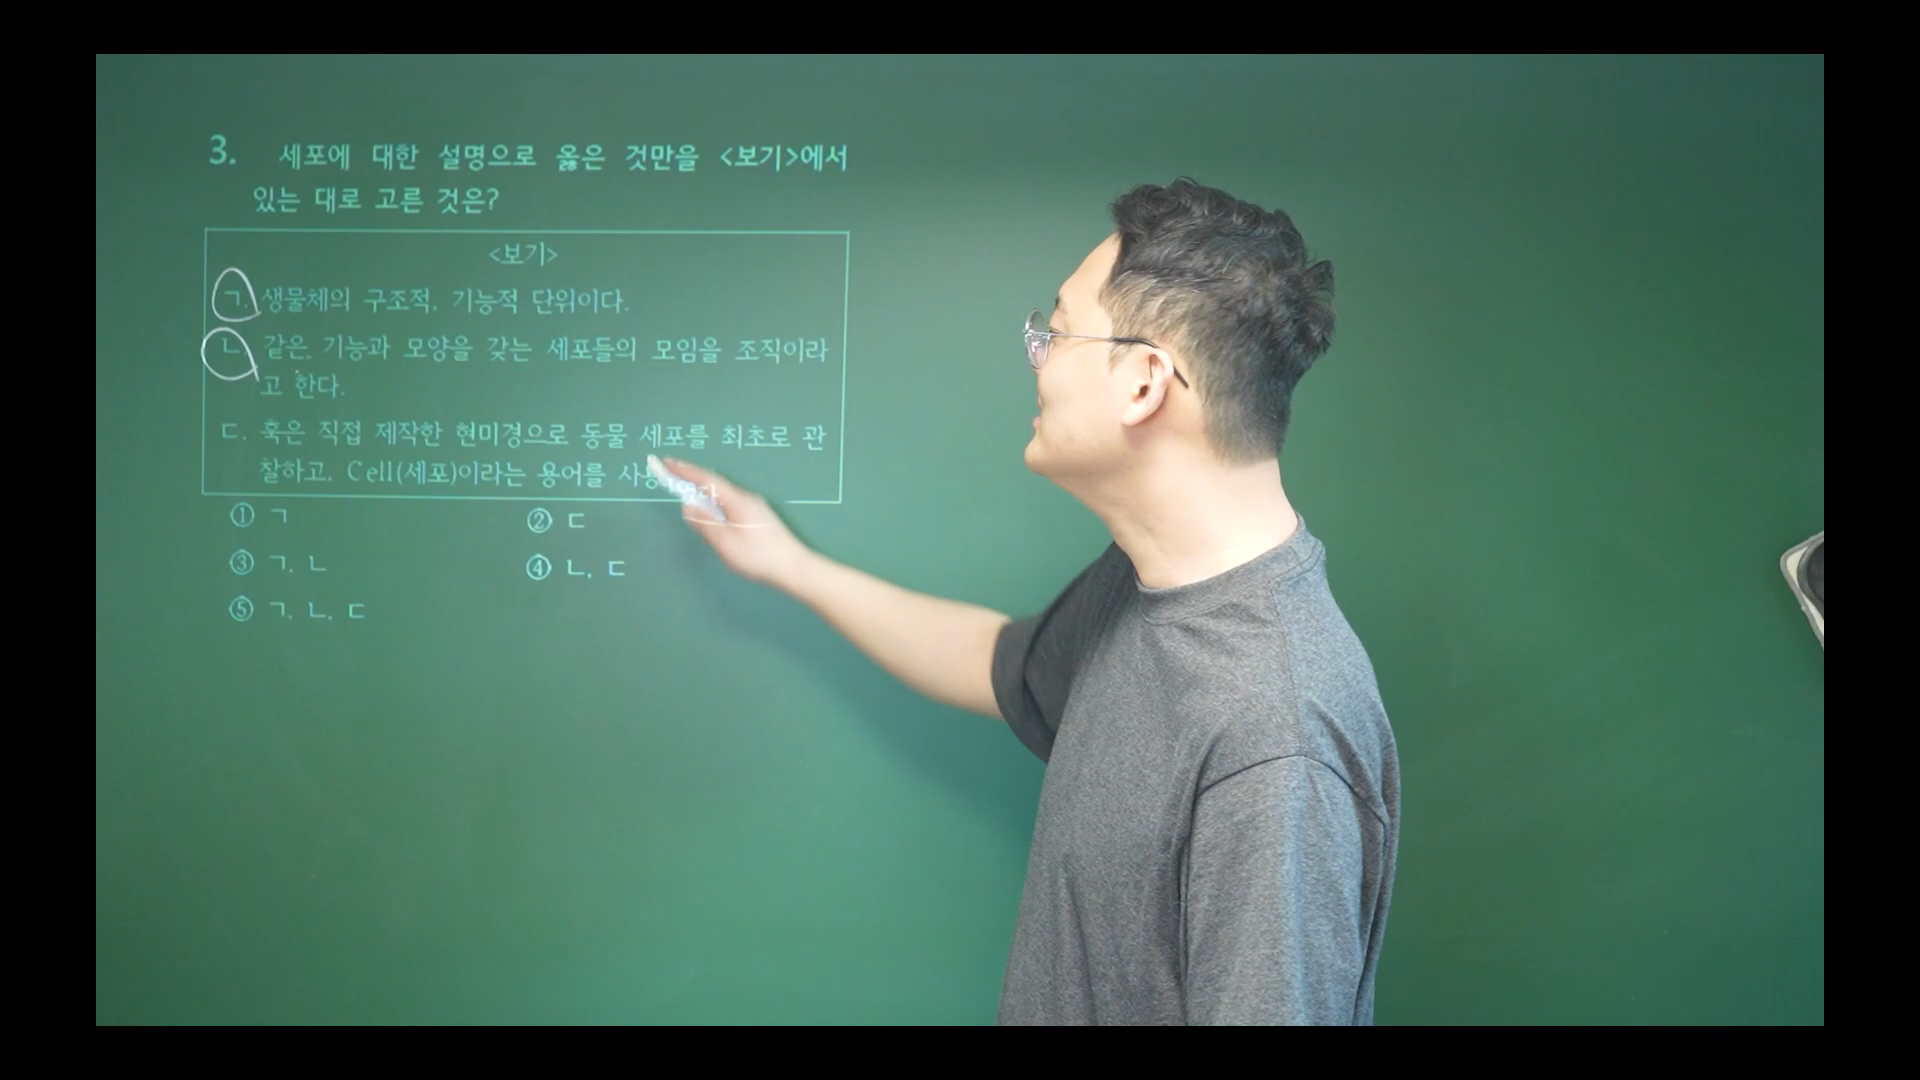 3. 세포에 대한 설명으로 옳은 것만을 <보기>에서
있는 대로 고른 것은?
<보기>
ㄱ. 생물체의 구조적, 기능적 단위이다.
ㄴ. 같은 기능과 모양을 갖는 세포들의 모임을 조직이라
고 한다.
ㄷ. 훅은 직접 제작한 현미경으로 동물 세포를 최초로 관
찰하고, Cell(세포)이라는 용어를
① ㄱ ② ㄷ
③ ㄱ, ㄴ ④ ㄴ, ㄷ
⑤ ㄱ, ㄴ, ㄷ